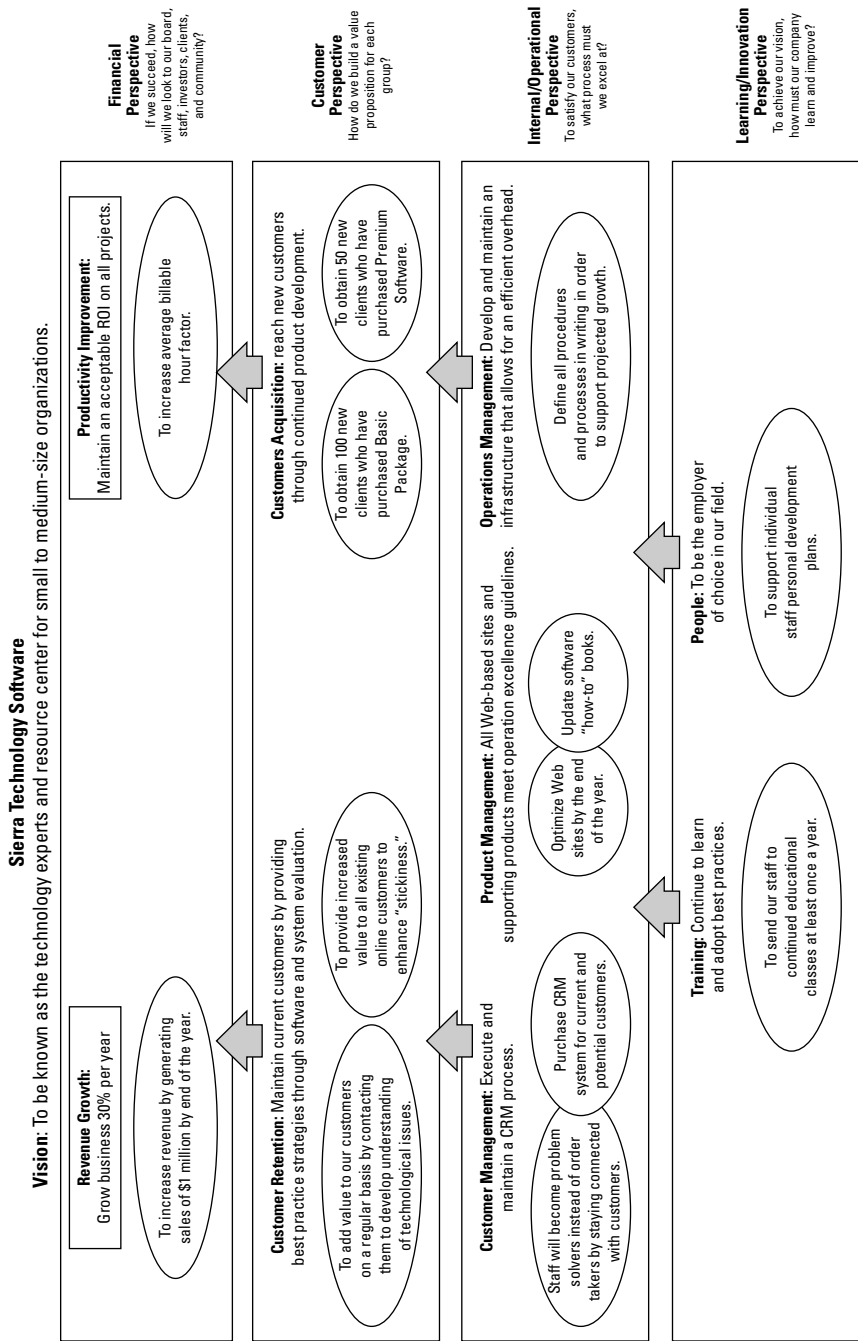 Sierra Technology Software
Vision: To be known as the technology experts and resource center for small to medium-size organizations.
Revenue Growth:
Grow business 30% per year
To increase revenue by generating
sales of $1 million by end of the year.
Productivity Improvement:
Maintain an acceptable ROI on all projects.
To increase average billable
hour factor.
Financial
Perspective
If we succeed, how
will we look to our board,
staff, investors, clients,
and community?
Customer Retention: Maintain current customers by providing
best practice strategies through software and system evaluation.
To add value to our customers
on a regular basis by contacting
them to develop understanding
of technological issues.
To provide increased
value to all existing
online customers to
enhance “stickiness.”
Customers Acquisition: reach new customers
through continued product development.
To obtain 100 new
clients who have
purchased Basic
Package.
To obtain 50 new
clients who have
purchased Premium
Software.
Customer
Perspective
How do we build a value
proposition for each
group?
Customer Management: Execute and
maintain a CRM process.
Staff will become problem
solvers instead of order
takers by staying connected
with customers.
Purchase CRM
system for current and
potential customers.
Product Management: All Web-based sites and
supporting products meet operation excellence guidelines.
Optimize Web
sites by the end
of the year.
Update software
“how-to” books.
Operations Management: Develop and maintain an
infrastructure that allows for an efficient overhead.
Define all procedures
and processes in writing in order
to support projected growth.
Internal/Operational
Perspective
To satisfy our customers,
what process must
we excel at?
Training: Continue to learn
and adopt best practices.
To send our staff to
continued educational
classes at least once a year.
People: To be the employer
of choice in our field.
To support individual
staff personal development
plans.
Learning/Innovation
Perspective
To achieve our vision,
how must our company
learn and improve?